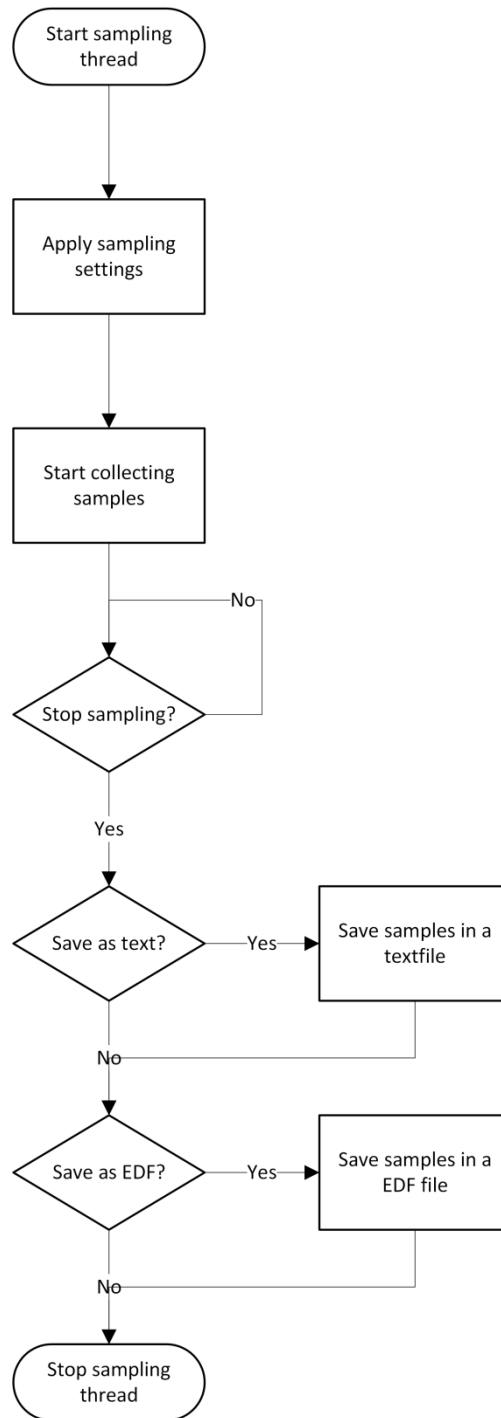 Start sampling
thread
Apply sampling
settings
Start collecting
samples
No
Stop sampling?
Yes
Save as text?
Yes
Save samples in a
textfile
No
Save as EDF?
Yes
Save samples in a
EDF file
No
Stop sampling
thread